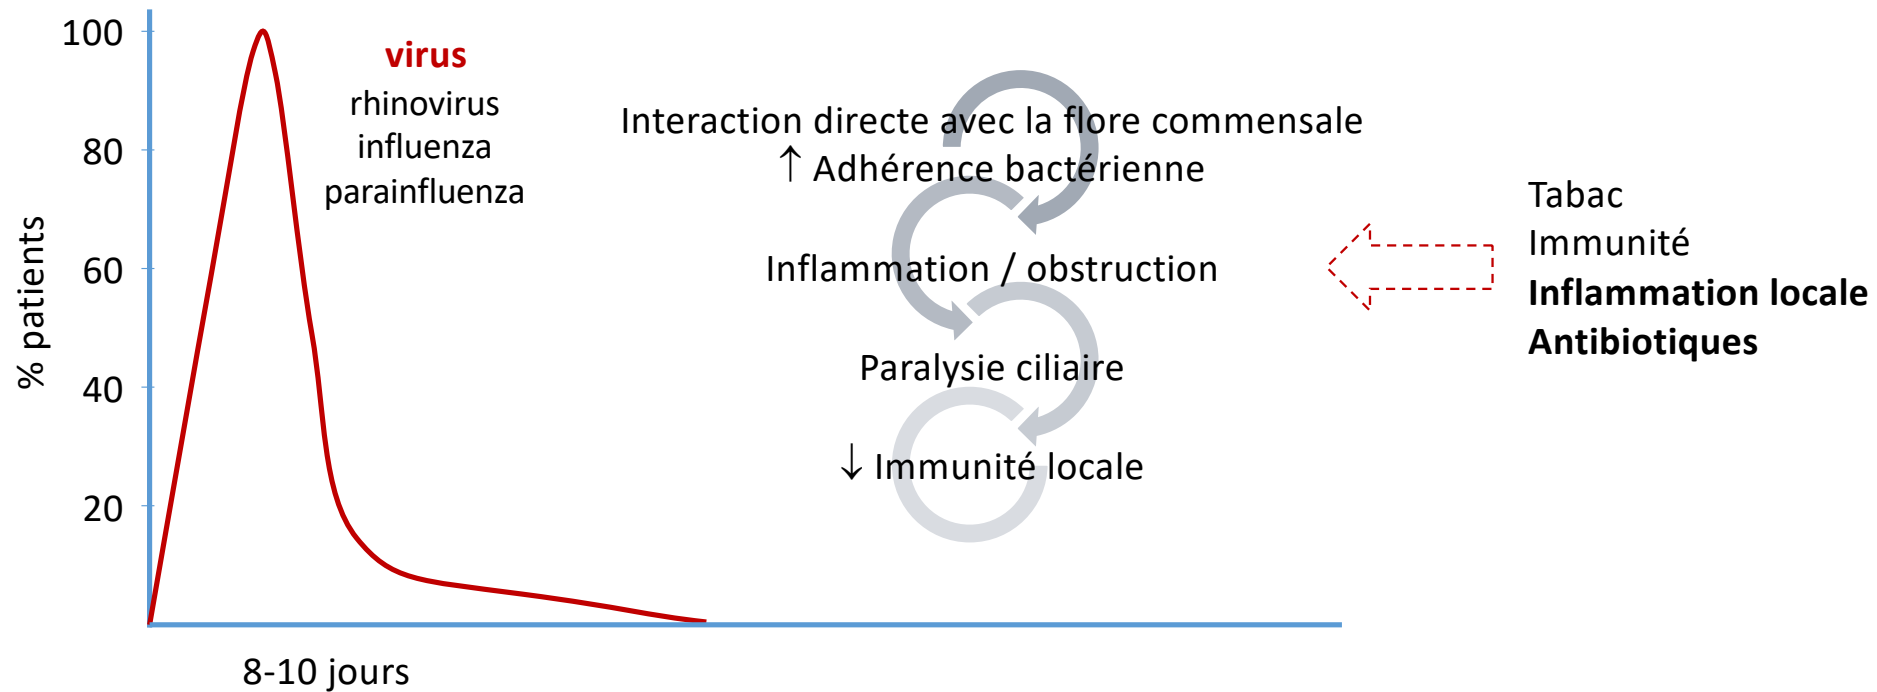 100
80
60
40
20
% patients
8-10 jours
virus
rhinovirus
influenza
parainfluenza
Interaction directe avec la flore commensale
↑ Adhérence bactérienne
Inflammation / obstruction
Paralysie ciliaire
↓ Immunité locale
Tabac
Immunité
Inflammation locale
Antibiotiques